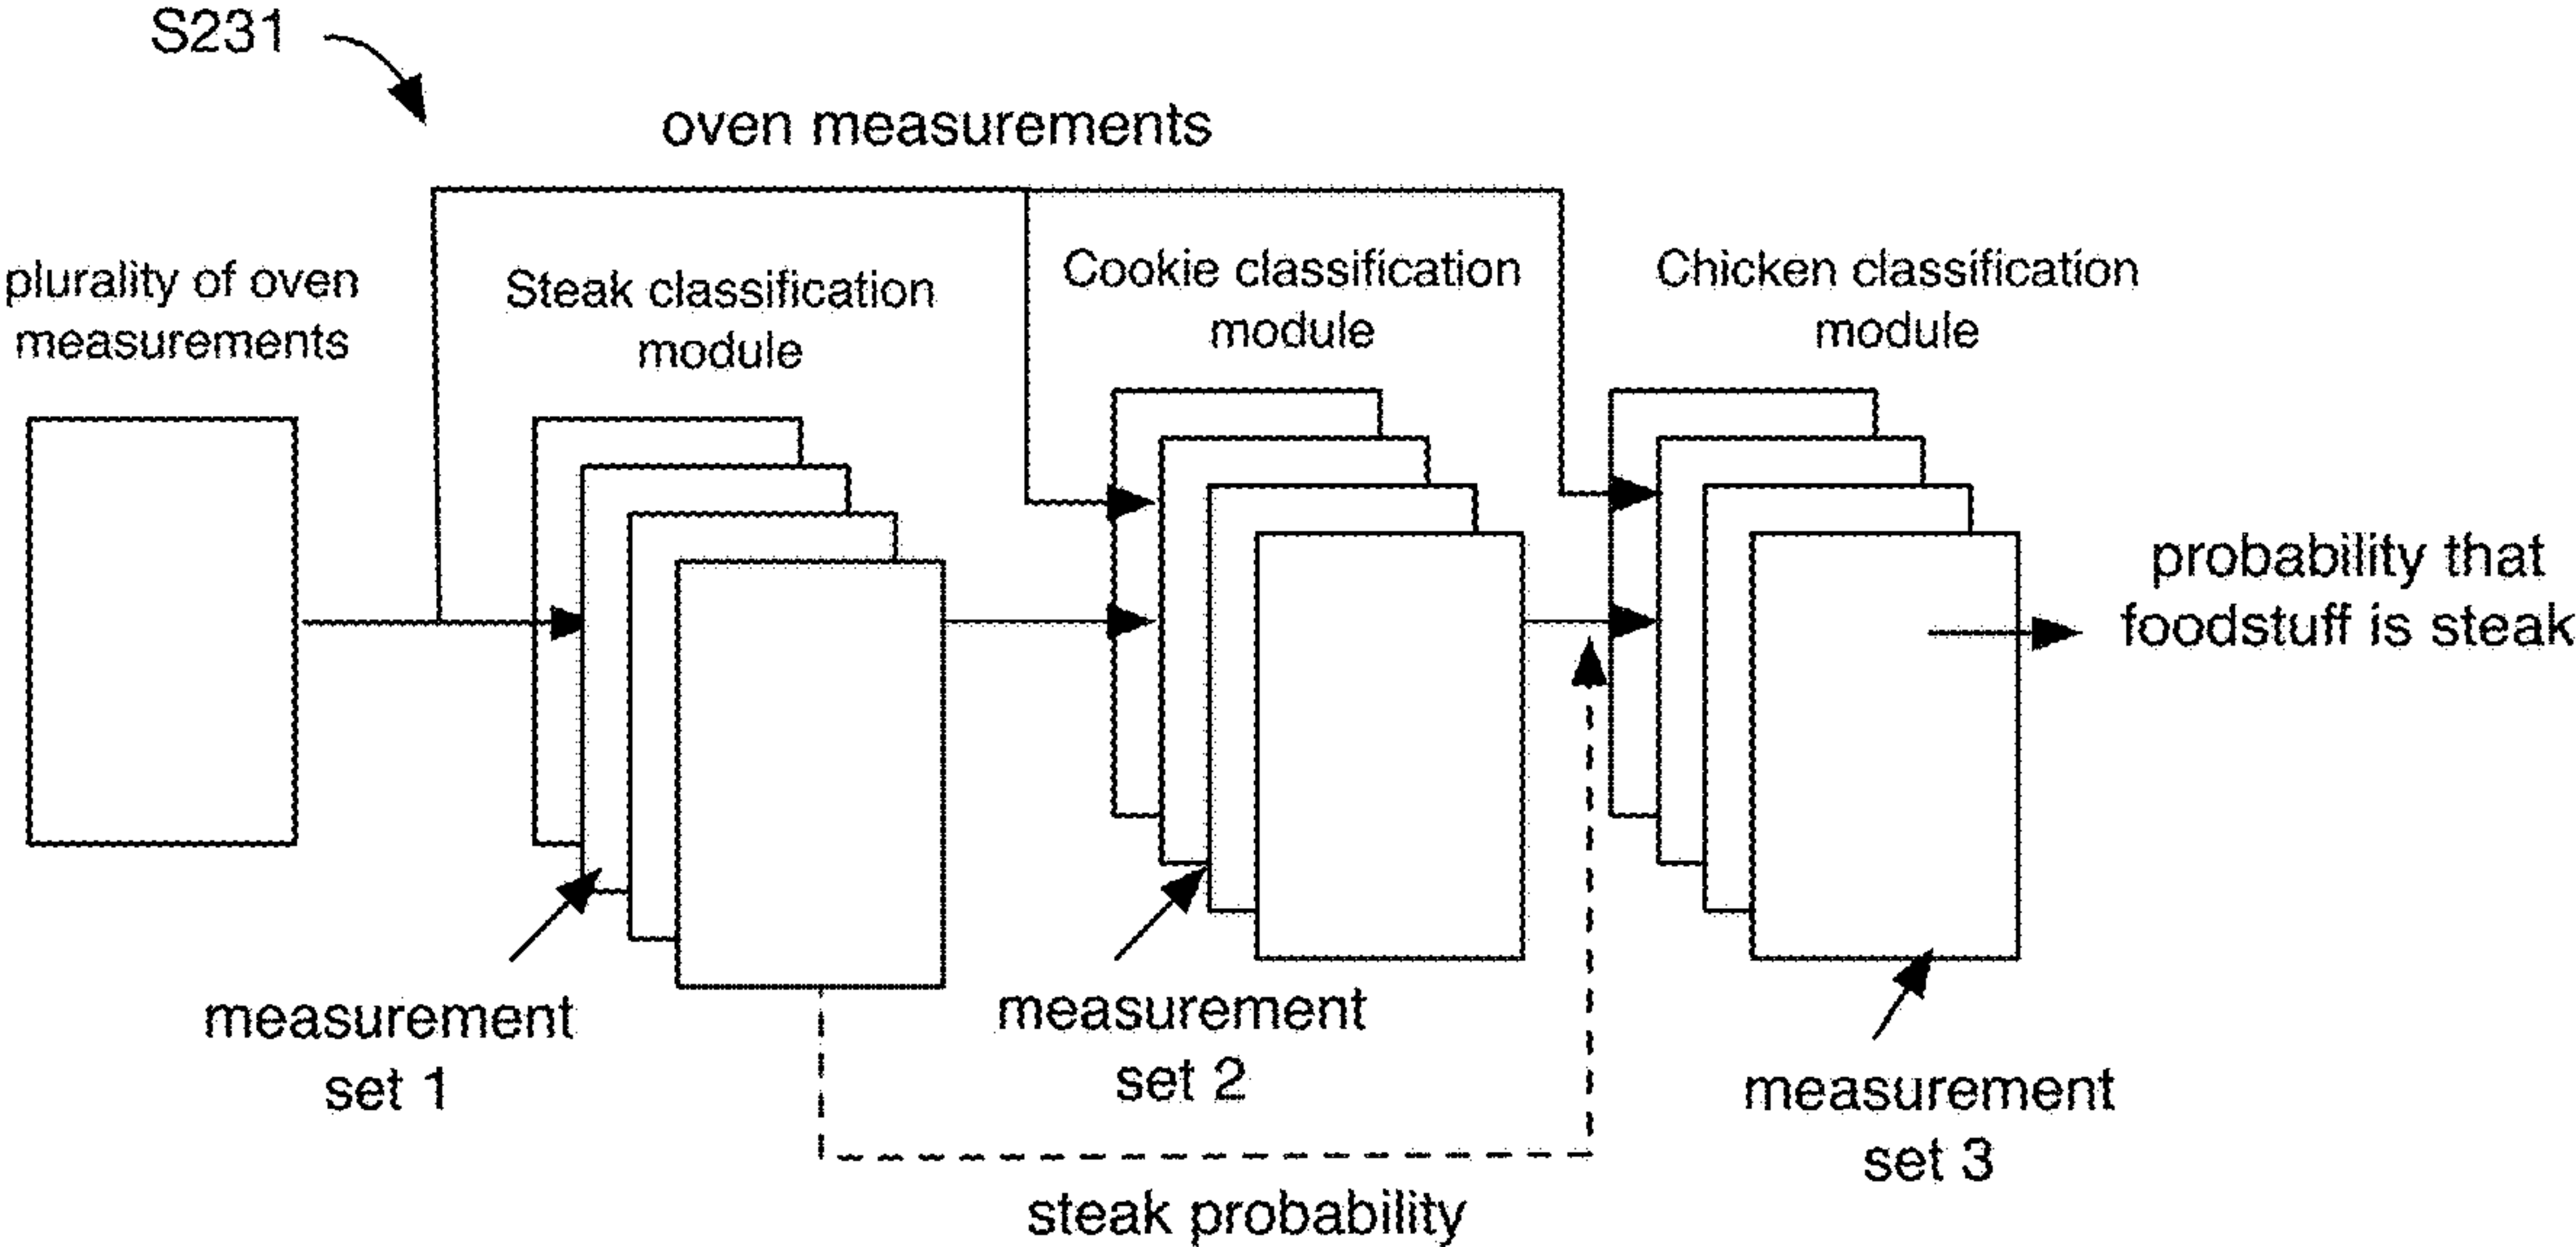 S231
oven measurements
plurality of oven
measurements
Steak classification
module
Cookie classification
module
Chicken classification
module
probability that
foodstuff is steak
measurement
set 1
measurement
set 2
measurement
set 3
steak probability